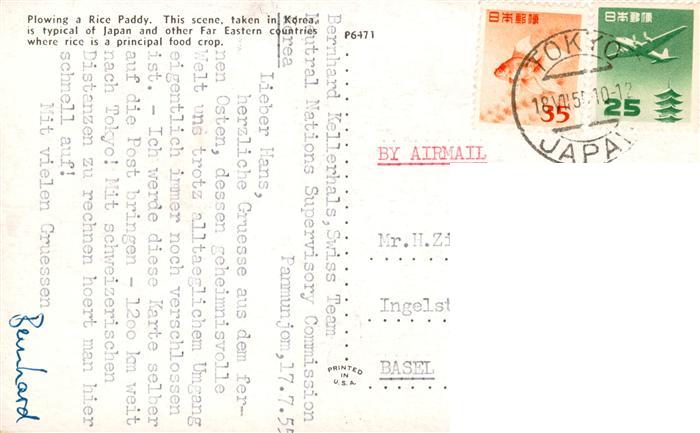 Plowing a Rice Paddy. This scene, taken in Korea,
is typical of Japan and other Far Eastern countries
where rice is a principal food crop.
P6471
Bernhard Kellerhals, Swiss Team
Neutral Nations Supervisory Commission
Korea
Panmunjom, 17.7.55
Lieber Hans,
herzliche Gruesse aus dem fer-
nen Osten, dessen geheimnisvolle
Welt uns trotz alltaeglichem Umgang
eigentlich immer noch verschlossen
ist. - Ich werde diese Karte selber
auf die Post bringen - 1200 km weit
nach Tokyo! Mit schweizerischen
Distanzen zu rechnen hoert man hier
schnell auf!
Mit vielen Gruessen
Bernhard
PRINTED
IN
U.S.A.
日本郵便
35
日本郵便
25
TOKYO
JAPAN
BY AIRMAIL
Mr.H.Zi
Ingelst
BASEL